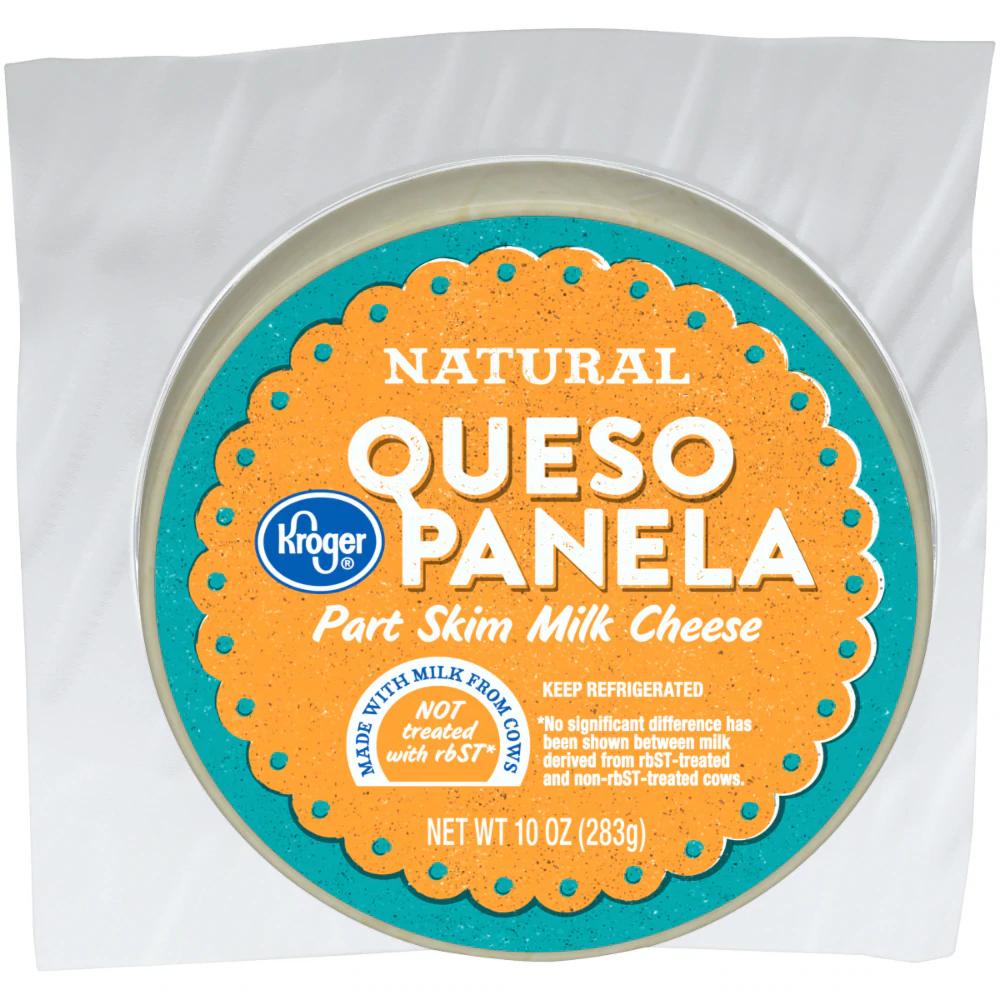 NATURAL
QUESO
Kroger®
PANELA
Part Skim Milk Cheese
MADE WITH MILK FROM COWS
NOT
treated
with rbST*
KEEP REFRIGERATED
*No significant difference has
been shown between milk
derived from rbST-treated
and non-rbST-treated cows.
NET WT 10 OZ (283g)